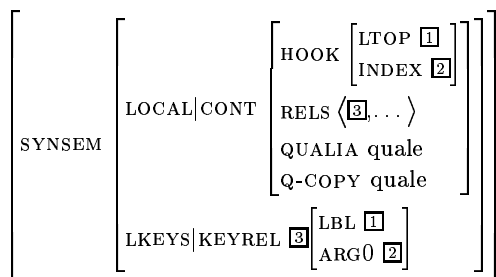 HOOK LTOP 1
INDEX 2
LOCAL|CONT
RELS ⟨3,...⟩
SYNSEM
QUALIA quale
Q-COPY quale
LKEYS|KEYREL 3 LBL 1
ARG0 2